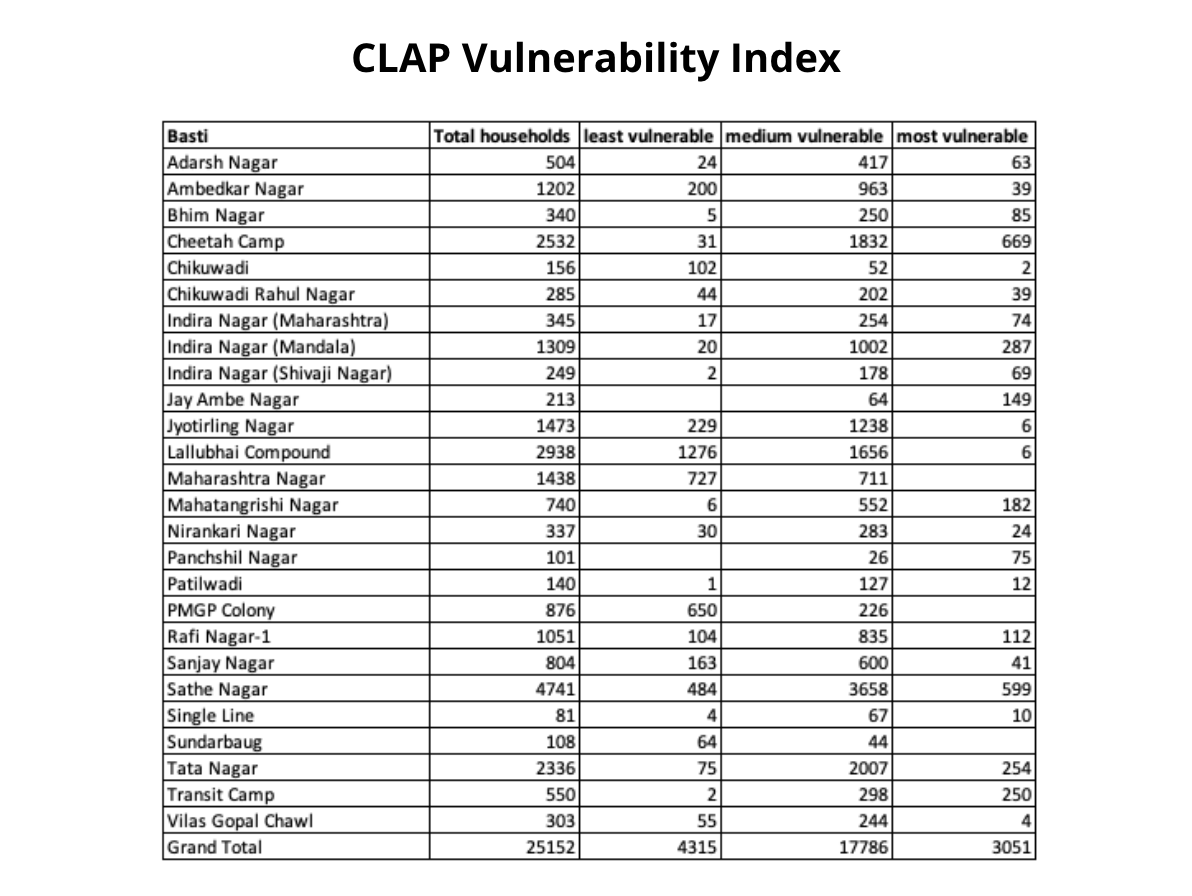 CLAP Vulnerability Index
Basti Total households least vulnerable medium vulnerable most vulnerable
Adarsh Nagar 504 24 417 63
Ambedkar Nagar 1202 200 963 39
Bhim Nagar 340 5 250 85
Cheetah Camp 2532 31 1832 669
Chikuwadi 156 102 52 2
Chikuwadi Rahul Nagar 285 44 202 39
Indira Nagar (Maharashtra) 345 17 254 74
Indira Nagar (Mandala) 1309 20 1002 287
Indira Nagar (Shivaji Nagar) 249 2 178 69
Jay Ambe Nagar 213 64 149
Jyotirling Nagar 1473 229 1238 6
Lallubhai Compound 2938 1276 1656 6
Maharashtra Nagar 1438 727 711
Mahatangrishi Nagar 740 6 552 182
Nirankari Nagar 337 30 283 24
Panchshil Nagar 101 26 75
Patilwadi 140 1 127 12
PMGP Colony 876 650 226
Rafi Nagar-1 1051 104 835 112
Sanjay Nagar 804 163 600 41
Sathe Nagar 4741 484 3658 599
Single Line 81 4 67 10
Sundarbaug 108 64 44
Tata Nagar 2336 75 2007 254
Transit Camp 550 2 298 250
Vilas Gopal Chawl 303 55 244 4
Grand Total 25152 4315 17786 3051